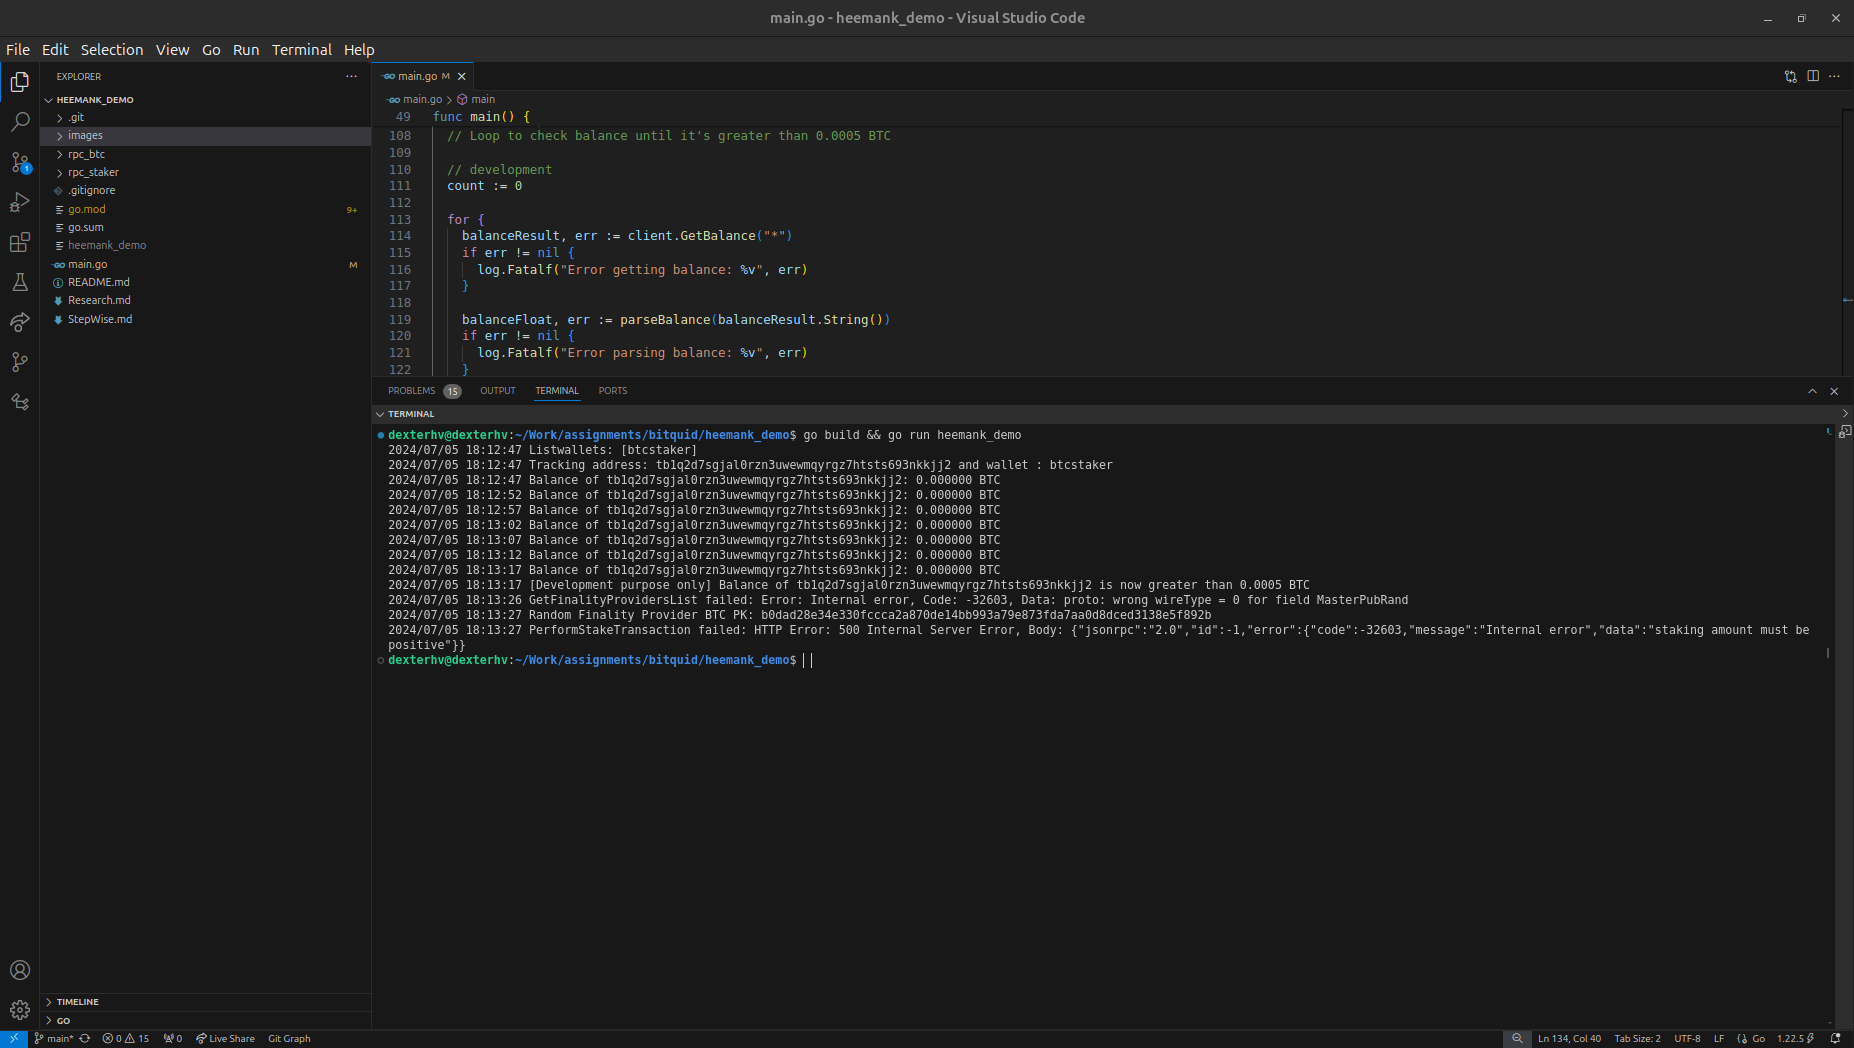 main.go - heemank_demo - Visual Studio Code
File Edit Selection View Go Run Terminal Help
EXPLORER
HEEMANK_DEMO
.git
images
rpc_btc
rpc_staker
.gitignore
go.mod 9+
go.sum
heemank_demo
main.go M
README.md
Research.md
StepWise.md
TIMELINE
GO
main.go M
main.go > main
49 func main() {
108 // Loop to check balance until it's greater than 0.0005 BTC
109
110 // development
111 count := 0
112
113 for {
114 balanceResult, err := client.GetBalance("*")
115 if err != nil {
116 log.Fatalf("Error getting balance: %v", err)
117 }
118
119 balanceFloat, err := parseBalance(balanceResult.String())
120 if err != nil {
121 log.Fatalf("Error parsing balance: %v", err)
122 }
PROBLEMS 15 OUTPUT TERMINAL PORTS
TERMINAL
dexterhv@dexterhv:~/Work/assignments/bitquid/heemank_demo$ go build && go run heemank_demo
2024/07/05 18:12:47 Listwallets: [btcstaker]
2024/07/05 18:12:47 Tracking address: tb1q2d7sgjal0rzn3uwewmqyrgz7htsts693nkkjj2 and wallet : btcstaker
2024/07/05 18:12:47 Balance of tb1q2d7sgjal0rzn3uwewmqyrgz7htsts693nkkjj2: 0.000000 BTC
2024/07/05 18:12:52 Balance of tb1q2d7sgjal0rzn3uwewmqyrgz7htsts693nkkjj2: 0.000000 BTC
2024/07/05 18:12:57 Balance of tb1q2d7sgjal0rzn3uwewmqyrgz7htsts693nkkjj2: 0.000000 BTC
2024/07/05 18:13:02 Balance of tb1q2d7sgjal0rzn3uwewmqyrgz7htsts693nkkjj2: 0.000000 BTC
2024/07/05 18:13:07 Balance of tb1q2d7sgjal0rzn3uwewmqyrgz7htsts693nkkjj2: 0.000000 BTC
2024/07/05 18:13:12 Balance of tb1q2d7sgjal0rzn3uwewmqyrgz7htsts693nkkjj2: 0.000000 BTC
2024/07/05 18:13:17 Balance of tb1q2d7sgjal0rzn3uwewmqyrgz7htsts693nkkjj2: 0.000000 BTC
2024/07/05 18:13:17 [Development purpose only] Balance of tb1q2d7sgjal0rzn3uwewmqyrgz7htsts693nkkjj2 is now greater than 0.0005 BTC
2024/07/05 18:13:26 GetFinalityProvidersList failed: Error: Internal error, Code: -32603, Data: proto: wrong wireType = 0 for field MasterPubRand
2024/07/05 18:13:27 Random Finality Provider BTC PK: b0dad28e34e330fccca2a870de14bb993a79e873fda7aa0d8dced3138e5f892b
2024/07/05 18:13:27 PerformStakeTransaction failed: HTTP Error: 500 Internal Server Error, Body: {"jsonrpc":"2.0","id":-1,"error":{"code":-32603,"message":"Internal error","data":"staking amount must be
positive"}}
dexterhv@dexterhv:~/Work/assignments/bitquid/heemank_demo$
main* 0 15 0 Live Share Git Graph Ln 134, Col 40 Tab Size: 2 UTF-8 LF Go 1.22.5